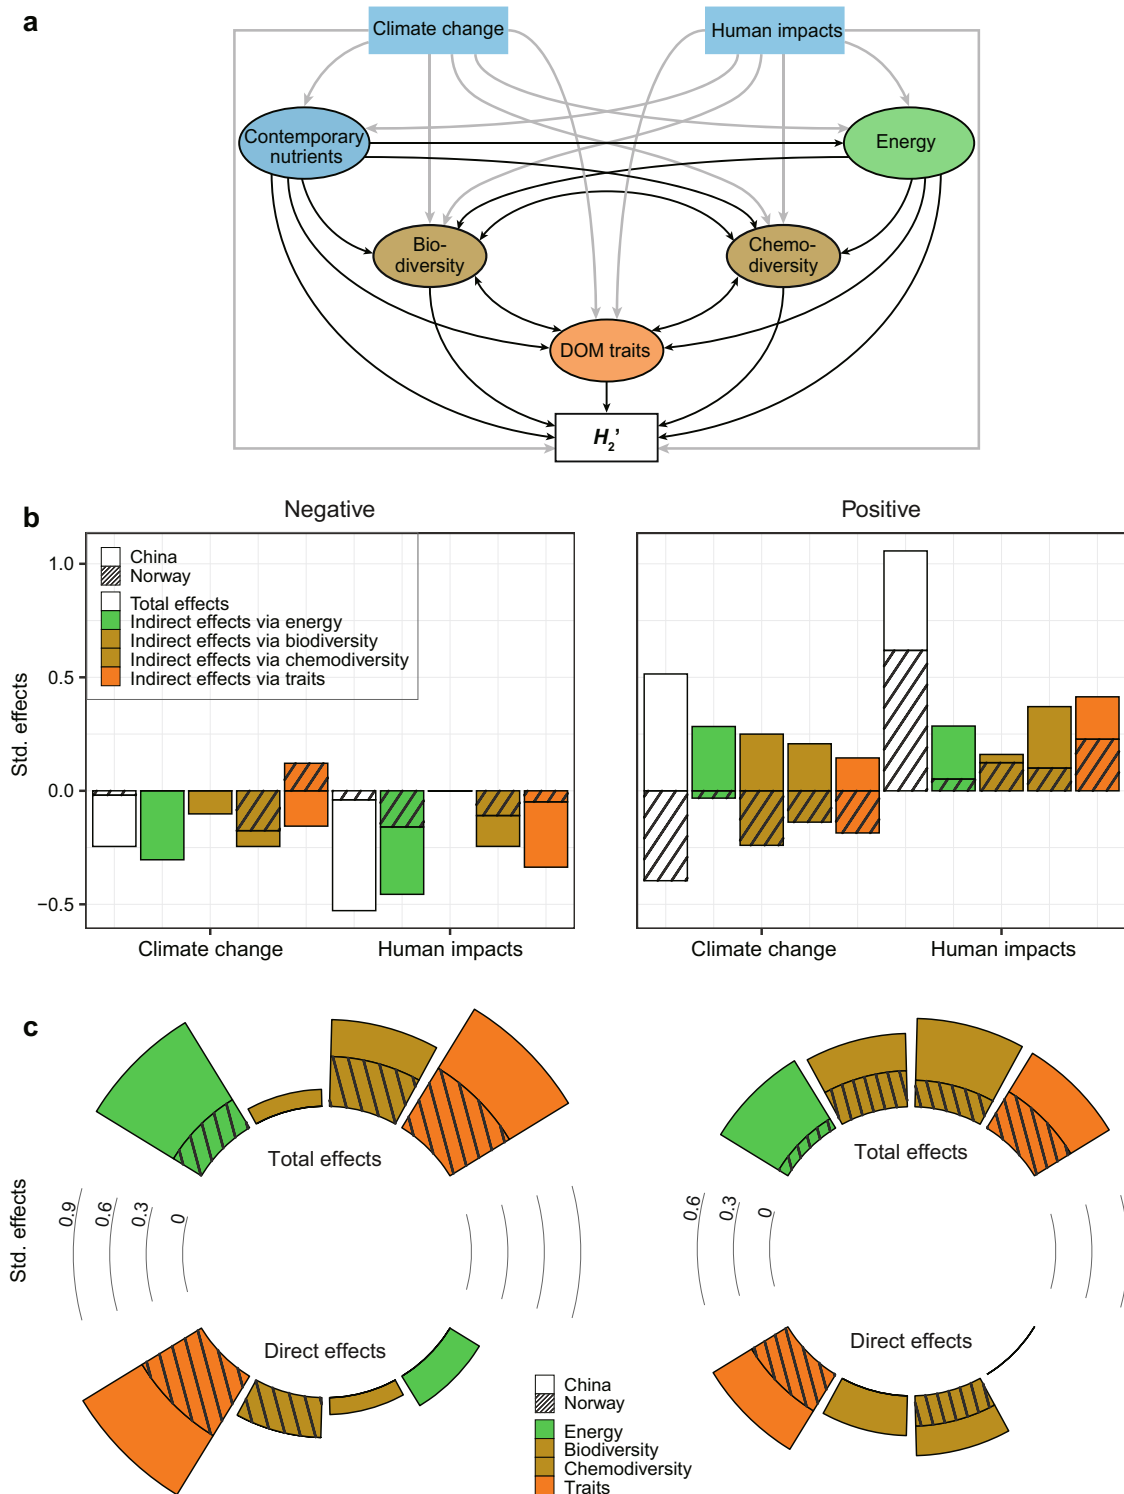 a
Climate change
Human impacts
Contemporary
nutrients
Energy
Bio-
diversity
Chemo-
diversity
DOM traits
H2’
b
Negative
Positive
China
Norway
Total effects
Indirect effects via energy
Indirect effects via biodiversity
Indirect effects via chemodiversity
Indirect effects via traits
Std. effects
1.0
0.5
0.0
−0.5
Climate change
Human impacts
Climate change
Human impacts
c
Total effects
Total effects
Std. effects
0.9
0.6
0.3
0
0.6
0.3
0
Direct effects
Direct effects
China
Norway
Energy
Biodiversity
Chemodiversity
Traits